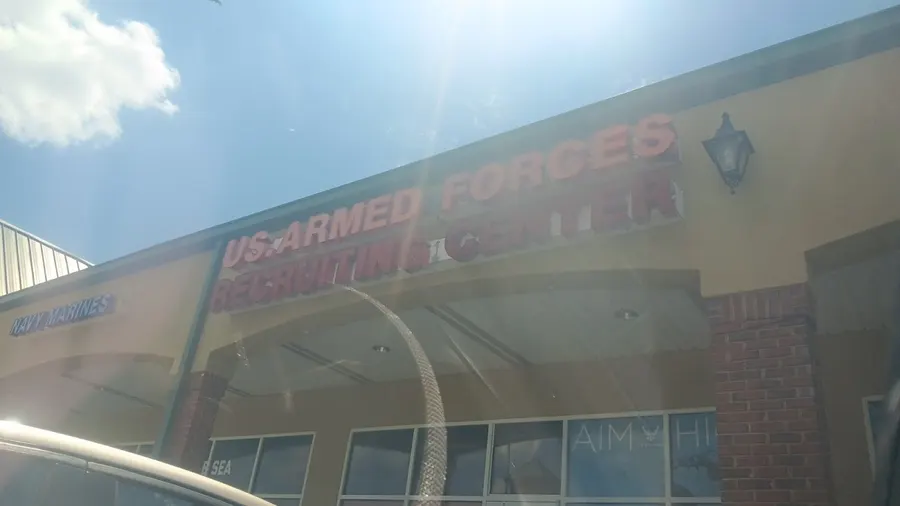 U.S. ARMED FORCES
RECRUITING CENTER
NAVY MARINES
SEA
AIM HI